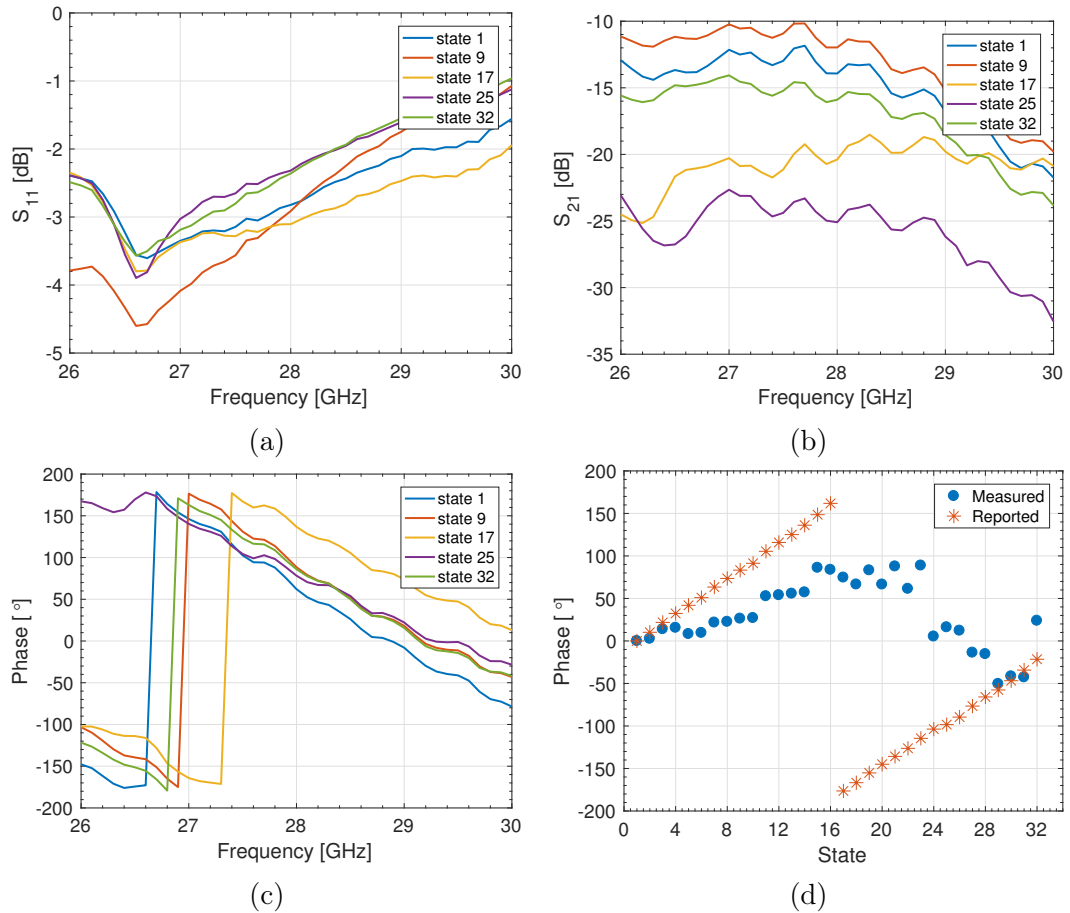 0
-1
-2
-3
-4
-5
26
27
28
29
30
S11 [dB]
Frequency [GHz]
state 1
state 9
state 17
state 25
state 32
(a)
-10
-15
-20
-25
-30
-35
26
27
28
29
30
S21 [dB]
Frequency [GHz]
state 1
state 9
state 17
state 25
state 32
(b)
200
150
100
50
0
-50
-100
-150
-200
26
27
28
29
30
Phase [ °]
Frequency [GHz]
state 1
state 9
state 17
state 25
state 32
(c)
200
150
100
50
0
-50
-100
-150
-200
0
4
8
12
16
20
24
28
32
Phase [ °]
State
Measured
Reported
(d)